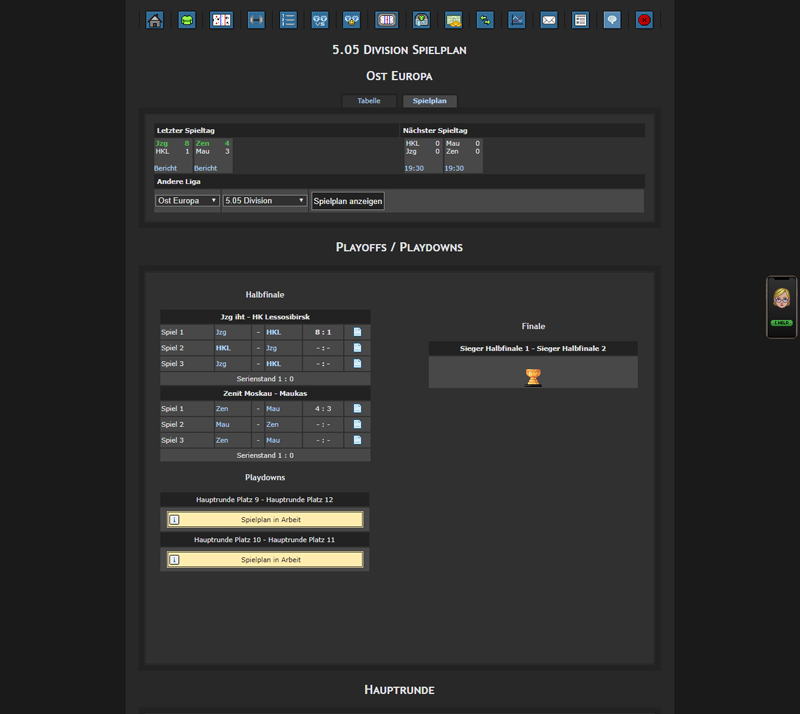 5.05 Division Spielplan
Ost Europa
Tabelle Spielplan
Letzter Spieltag Nächster Spieltag
Jzg 8 Zen 4 HKL 0 Mau 0
HKL 1 Mau 3 Jzg 0 Zen 0
Bericht Bericht 19:30 19:30
Andere Liga
Ost Europa 5.05 Division Spielplan anzeigen
Playoffs / Playdowns
Halbfinale
Jzg iht - HK Lessosibirsk
Spiel 1 Jzg - HKL 8 : 1
Spiel 2 HKL - Jzg - : -
Spiel 3 Jzg - HKL - : -
Serienstand 1 : 0
Zenit Moskau - Maukas
Spiel 1 Zen - Mau 4 : 3
Spiel 2 Mau - Zen - : -
Spiel 3 Zen - Mau - : -
Serienstand 1 : 0
Finale
Sieger Halbfinale 1 - Sieger Halbfinale 2
Playdowns
Hauptrunde Platz 9 - Hauptrunde Platz 12
Spielplan in Arbeit
Hauptrunde Platz 10 - Hauptrunde Platz 11
Spielplan in Arbeit
Hauptrunde